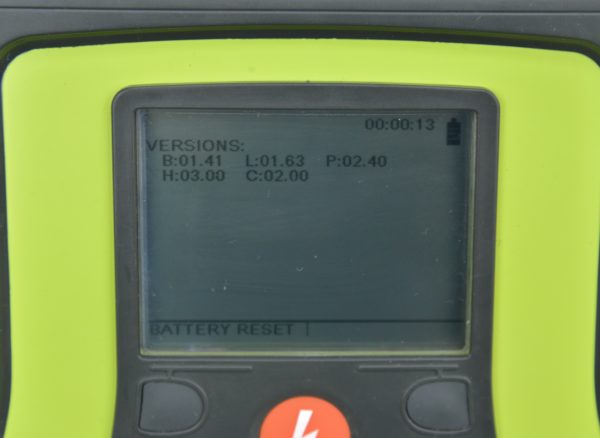 00:00:13
VERSIONS:
B:01.41 L:01.63 P:02.40
H:03.00 C:02.00
BATTERY RESET